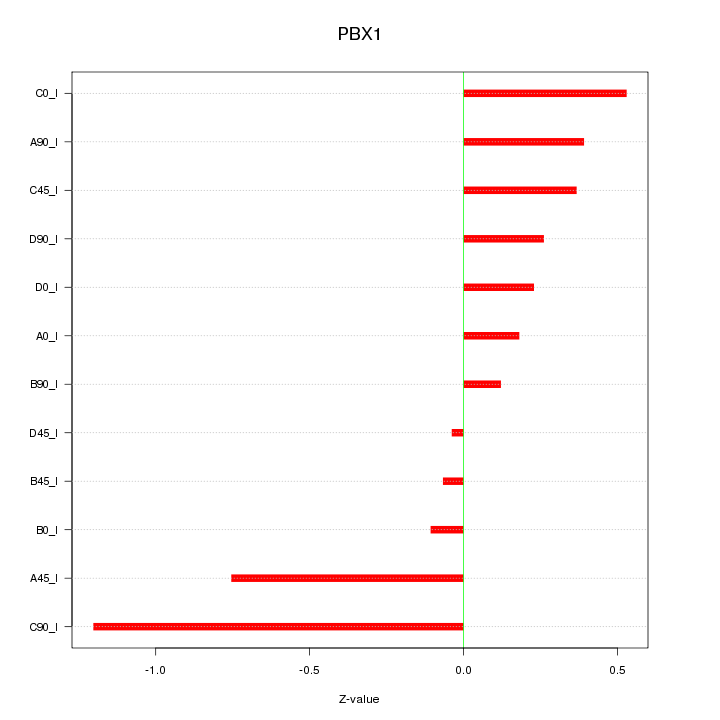 PBX1
C0_I
A90_I
C45_I
D90_I
D0_I
A0_I
B90_I
D45_I
B45_I
B0_I
A45_I
C90_I
-1.0 -0.5 0.0 0.5
Z-value